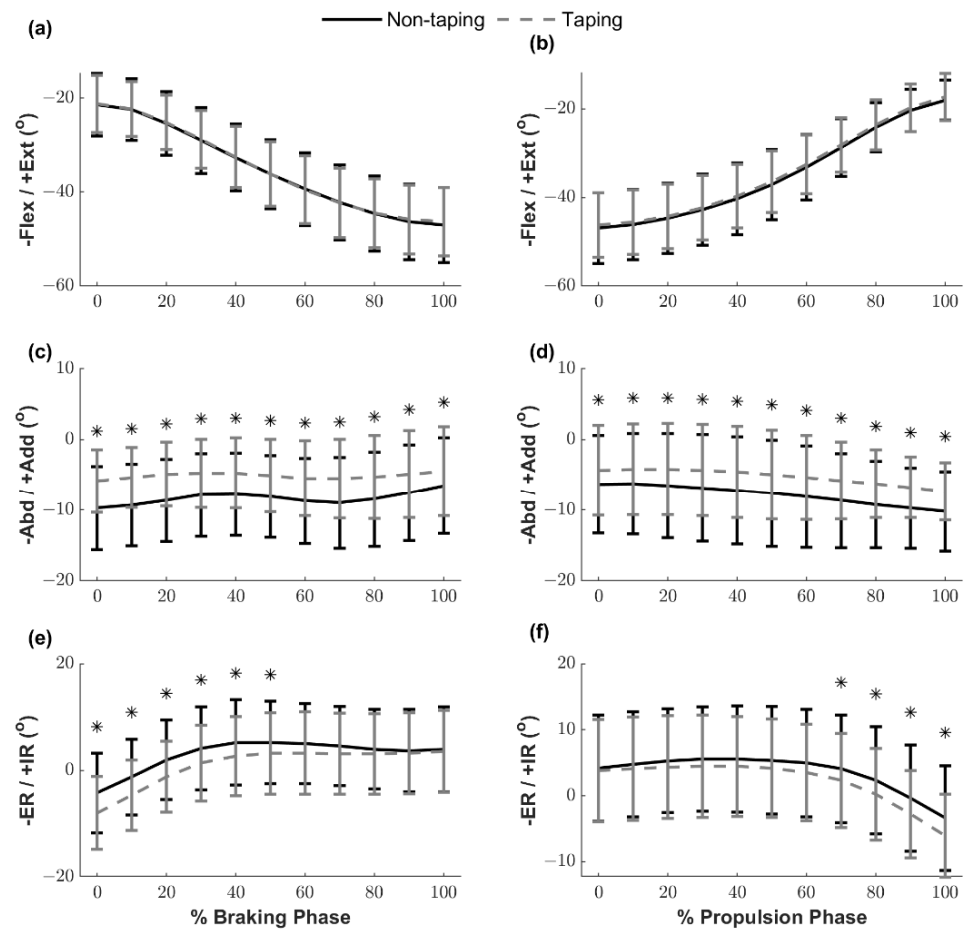 Non-taping Taping
(a)
-Flex / +Ext (°)
−20
−40
−60
0 20 40 60 80 100
(b)
-Flex / +Ext (°)
−20
−40
−60
0 20 40 60 80 100
(c)
-Abd / +Add (°)
10
0
−10
−20
0 20 40 60 80 100
(d)
-Abd / +Add (°)
10
0
−10
−20
0 20 40 60 80 100
(e)
-ER / +IR (°)
20
0
−20
0 20 40 60 80 100
% Braking Phase
(f)
-ER / +IR (°)
20
10
0
−10
0 20 40 60 80 100
% Propulsion Phase